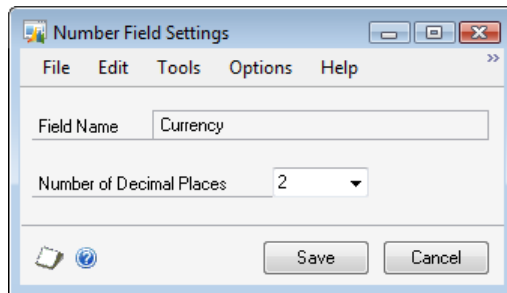 Number Field Settings
File Edit Tools Options Help
Field Name Currency
Number of Decimal Places 2
Save Cancel